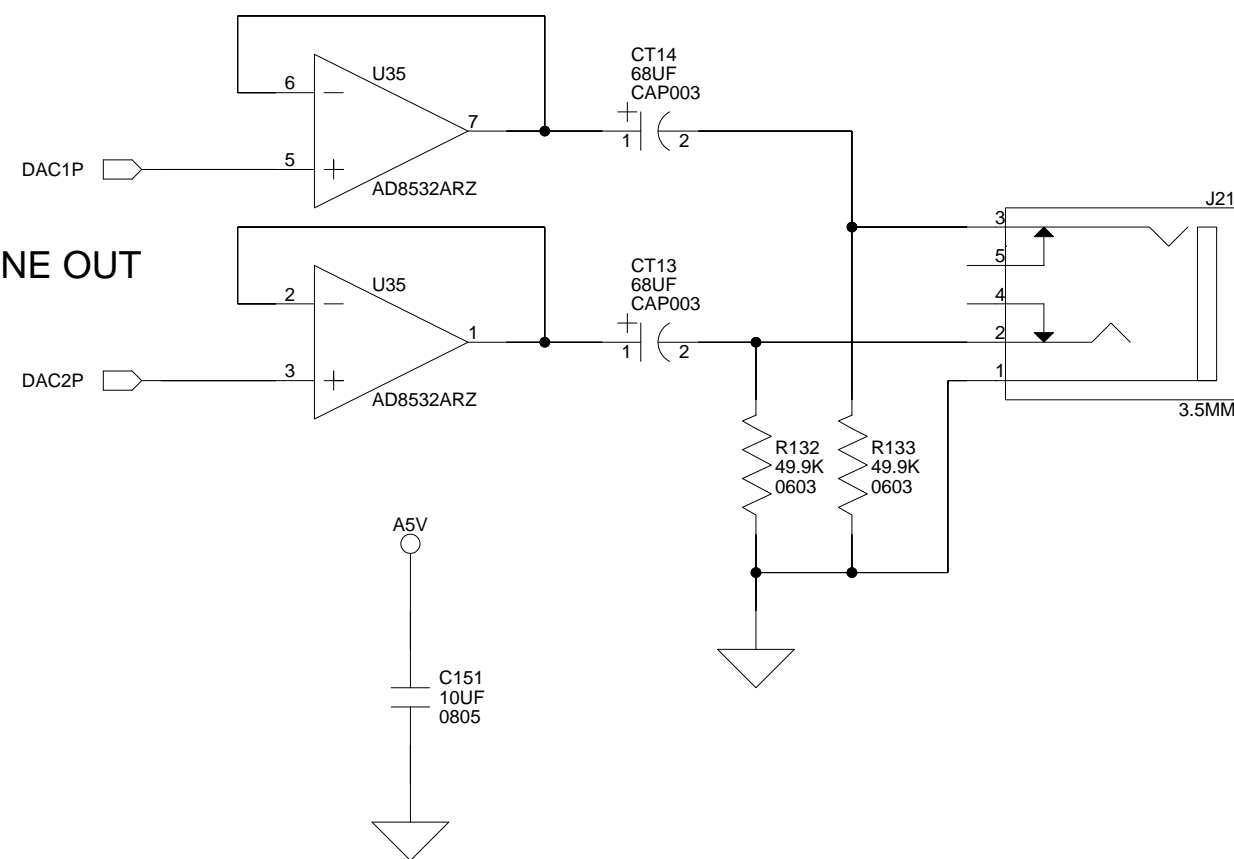 CT14
68UF
CAP003
U35
6
7
+
1
2
DAC1P
5
AD8532ARZ
J21
3
NE OUT
5
CT13
68UF
CAP003
U35
2
4
1
+
1
2
2
DAC2P
3
AD8532ARZ
1
3.5MM
R132
49.9K
0603
R133
49.9K
0603
A5V
C151
10UF
0805